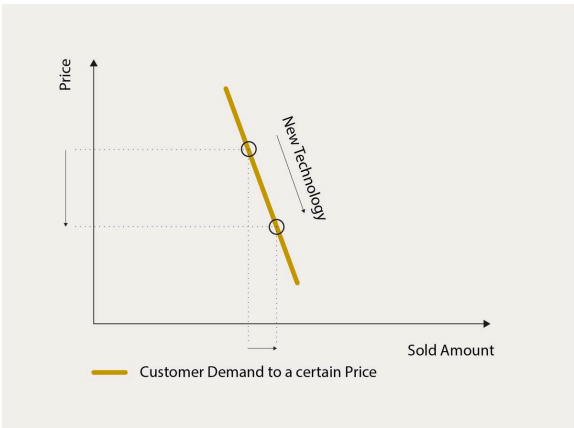 Price
New Technology
Sold Amount
Customer Demand to a certain Price